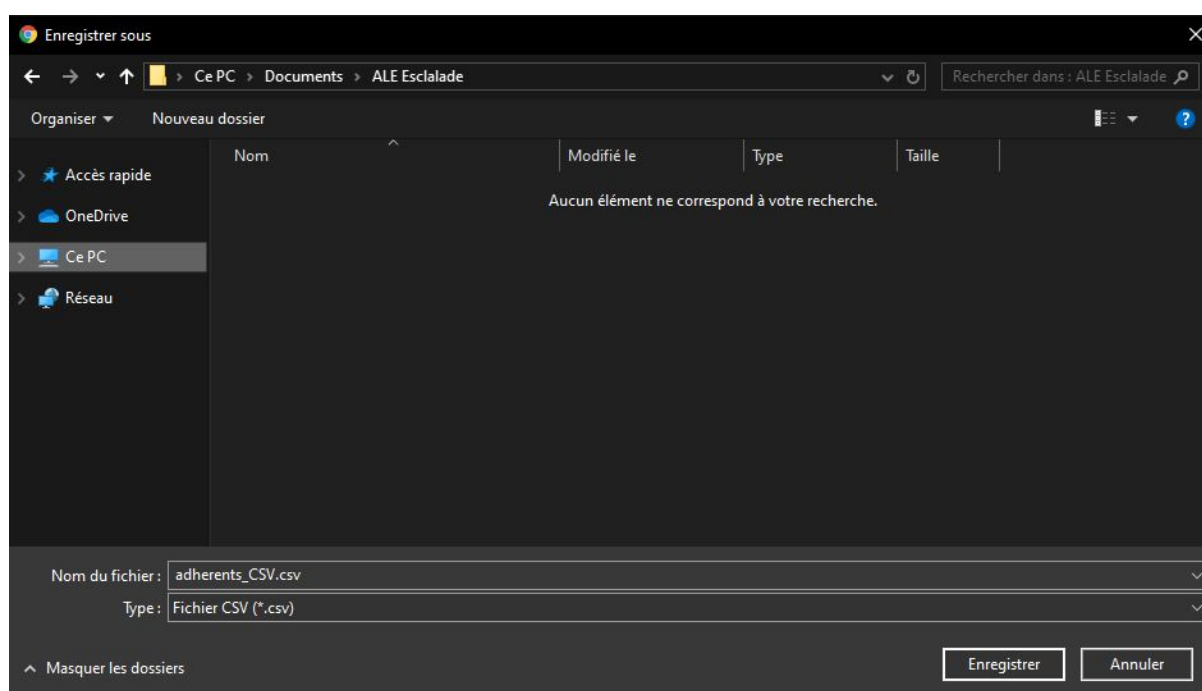 Enregistrer sous
Ce PC > Documents > ALE Esclalade
Rechercher dans : ALE Esclalade
Organiser
Nouveau dossier
?
Nom
Modifié le
Type
Taille
Aucun élément ne correspond à votre recherche.
Accès rapide
OneDrive
Ce PC
Réseau
Nom du fichier : adherents_CSV.csv
Type : Fichier CSV (*.csv)
Masquer les dossiers
Enregistrer
Annuler